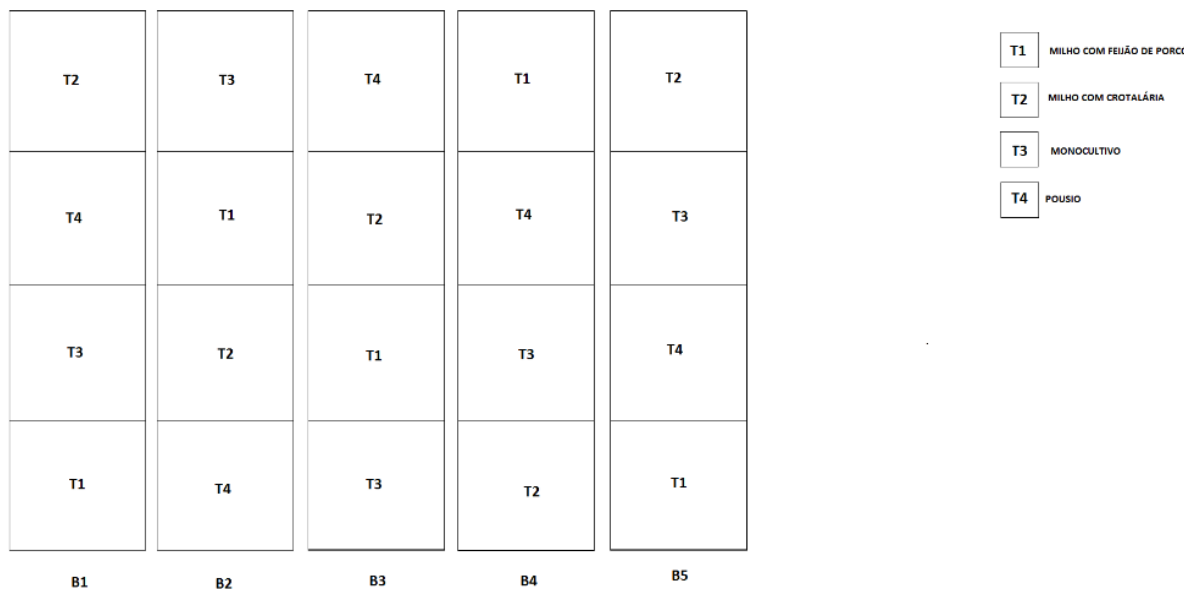 T2 T3 T4 T1 T2
T4 T1 T2 T4 T3
T3 T2 T1 T3 T4
T1 T4 T3 T2 T1
B1 B2 B3 B4 B5
T1 MILHO COM FEIJÃO DE PORCO
T2 MILHO COM CROTALÁRIA
T3 MONOCULTIVO
T4 POUSIO